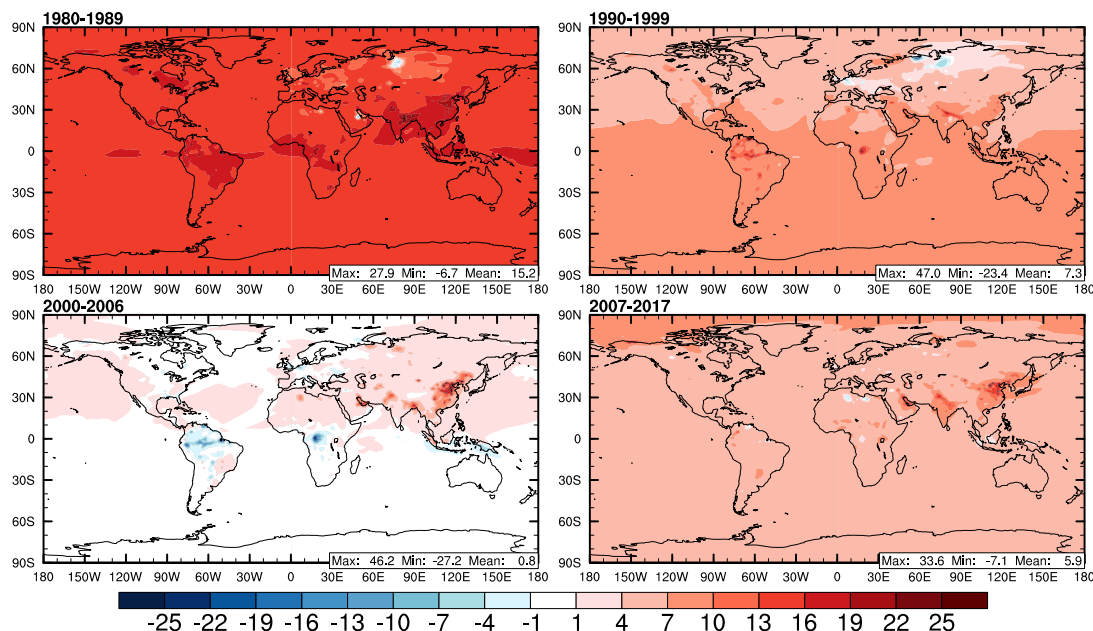 1980-1989
1990-1999
90N 90N
60N 60N
30N 30N
0 0
30S 30S
60S 60S
90S 90S
Max: 27.9 Min: -6.7 Mean: 15.2
Max: 47.0 Min: -23.4 Mean: 7.3
180 150W 120W 90W 60W 30W 0 30E 60E 90E 120E 150E 180
180 150W 120W 90W 60W 30W 0 30E 60E 90E 120E 150E 180
2000-2006
2007-2017
90N 90N
60N 60N
30N 30N
0 0
30S 30S
60S 60S
90S 90S
Max: 46.2 Min: -27.2 Mean: 0.8
Max: 33.6 Min: -7.1 Mean: 5.9
180 150W 120W 90W 60W 30W 0 30E 60E 90E 120E 150E 180
180 150W 120W 90W 60W 30W 0 30E 60E 90E 120E 150E 180
-25 -22 -19 -16 -13 -10 -7 -4 -1 1 4 7 10 13 16 19 22 25